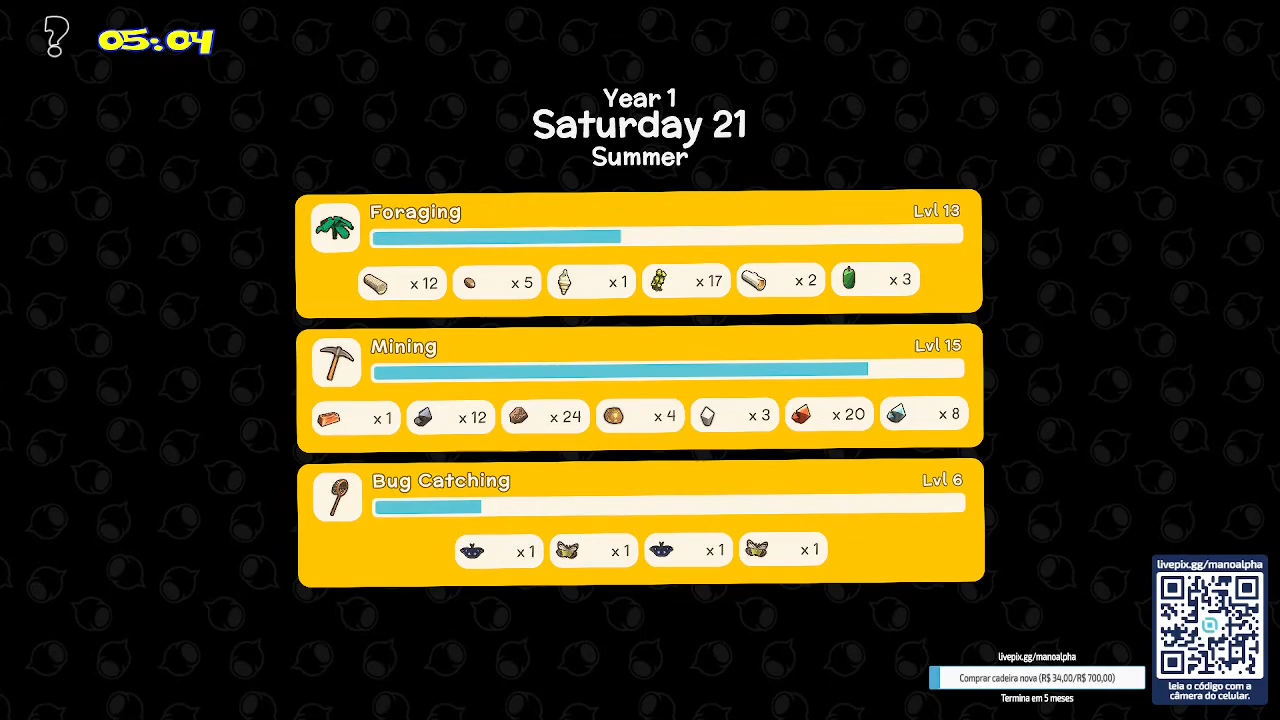 ?
05:04
Year 1
Saturday 21
Summer
Foraging
Lvl 13
x 12
x 5
x 1
x 17
x 2
x 3
Mining
Lvl 15
x 1
x 12
x 24
x 4
x 3
x 20
x 8
Bug Catching
Lvl 6
x 1
x 1
x 1
x 1
livepix.gg/manoalpha
Comprar cadeira nova (R$ 34,00/R$ 700,00)
Termina em 5 meses
livepix.gg/manoalpha
leia o código com a
câmera do celular.